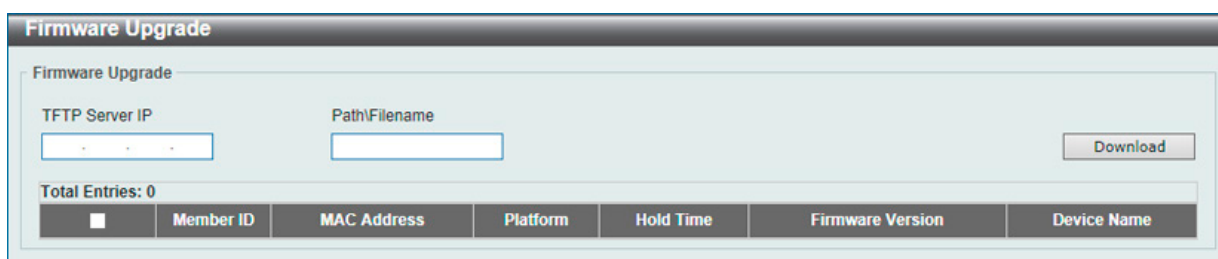 Firmware Upgrade
Firmware Upgrade
TFTP Server IP Path\Filename
. . . Download
Total Entries: 0
Member ID MAC Address Platform Hold Time Firmware Version Device Name